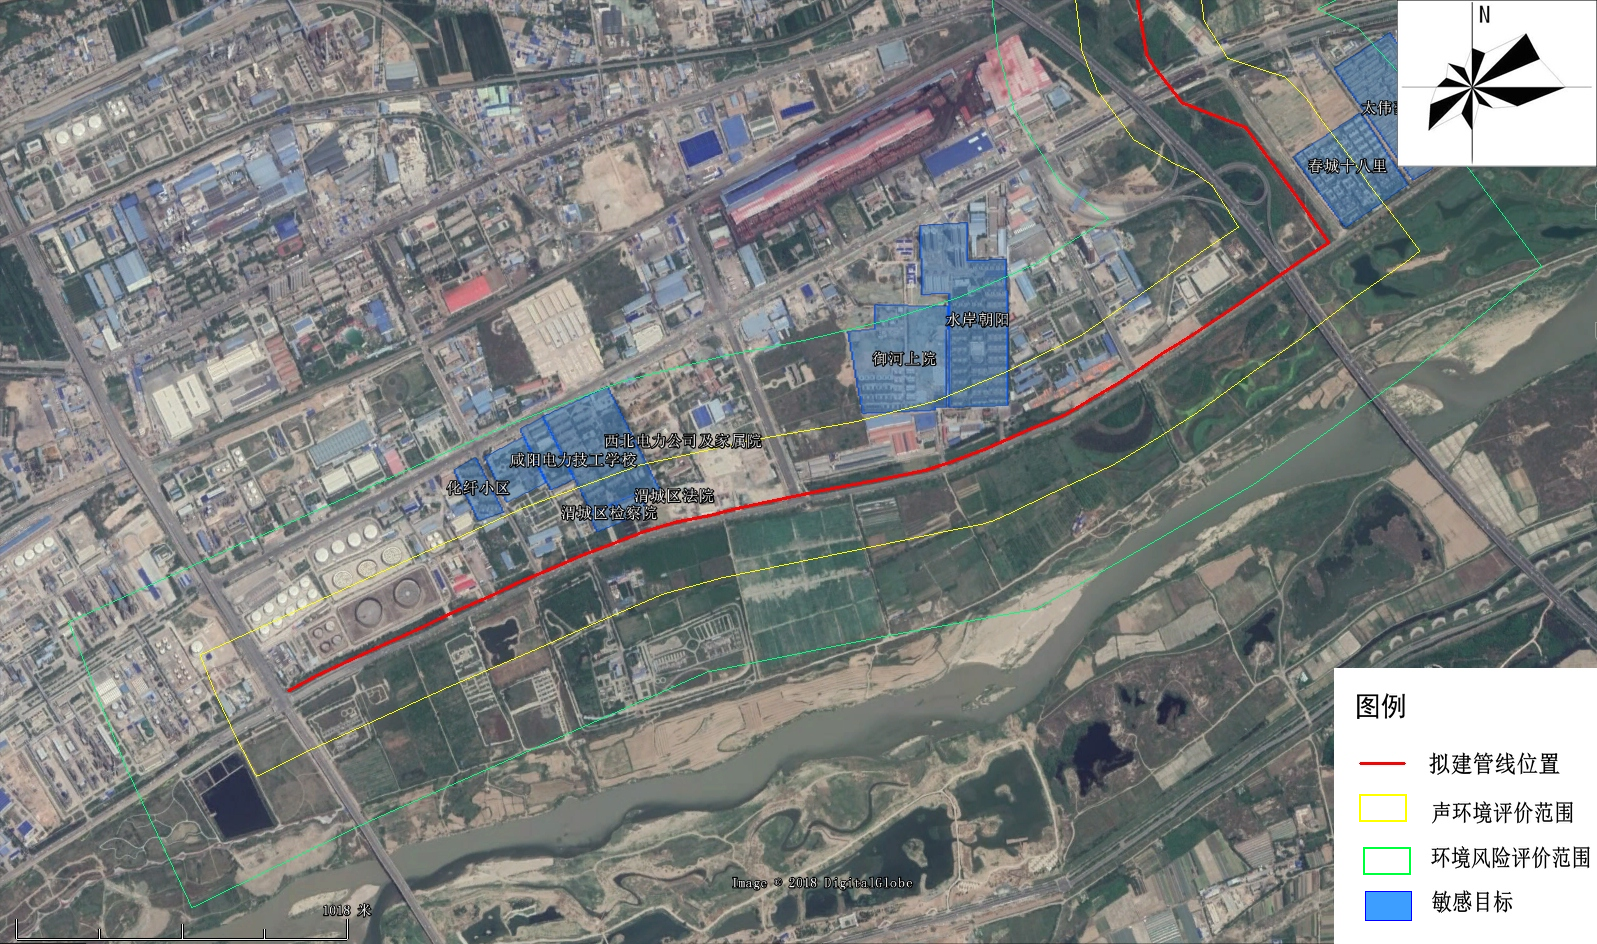 N
太伟
春城十八里
水岸朝阳
御河上院
西北电力公司及家属院
咸阳电力技工学校
化纤小区
渭城区法院
渭城区检察院
图例
拟建管线位置
声环境评价范围
环境风险评价范围
敏感目标
Image © 2018 DigitalGlobe
1018 米